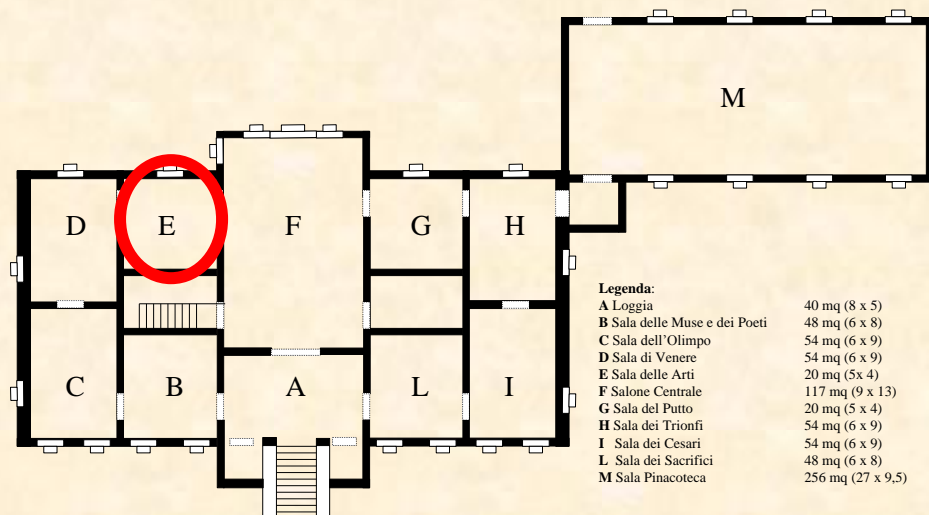 M
D
E
F
G
H
C
B
A
L
I
Legenda:
A Loggia 40 mq (8 x 5)
B Sala delle Muse e dei Poeti 48 mq (6 x 8)
C Sala dell'Olimpo 54 mq (6 x 9)
D Sala di Venere 54 mq (6 x 9)
E Sala delle Arti 20 mq (5x 4)
F Salone Centrale 117 mq (9 x 13)
G Sala del Putto 20 mq (5 x 4)
H Sala dei Trionfi 54 mq (6 x 9)
I Sala dei Cesari 54 mq (6 x 9)
L Sala dei Sacrifici 48 mq (6 x 8)
M Sala Pinacoteca 256 mq (27 x 9,5)